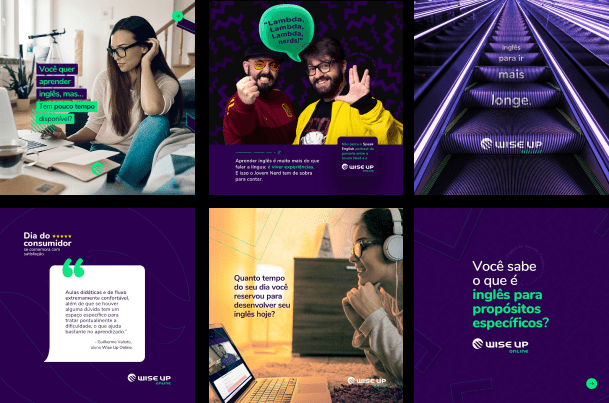 Você quer
aprender
inglês, mas...
Tem pouco tempo
disponível?
"Lambda,
Lambda,
Lambda,
nerds!"
Aprender inglês é muito mais do que
falar a língua: é viver experiências.
E isso o Jovem Nerd tem de sobra
para contar.
WISE UP
ONLINE
inglês
para ir
mais
longe.
WISE UP
ONLINE
Dia do
consumidor
se comemora com
satisfação.
Aulas didáticas e de fluxo
extremamente confortável,
além de que se houver
alguma dúvida tem um
espaço específico para
tratar pontualmente a
dificuldade, o que ajuda
bastante no aprendizado."
aluno Wise Up Online
WISE UP
ONLINE
Quanto tempo
do seu dia você
reservou para
desenvolver seu
inglês hoje?
WISE UP
ONLINE
Você sabe
o que é
inglês para
propósitos
específicos?
WISE UP
ONLINE